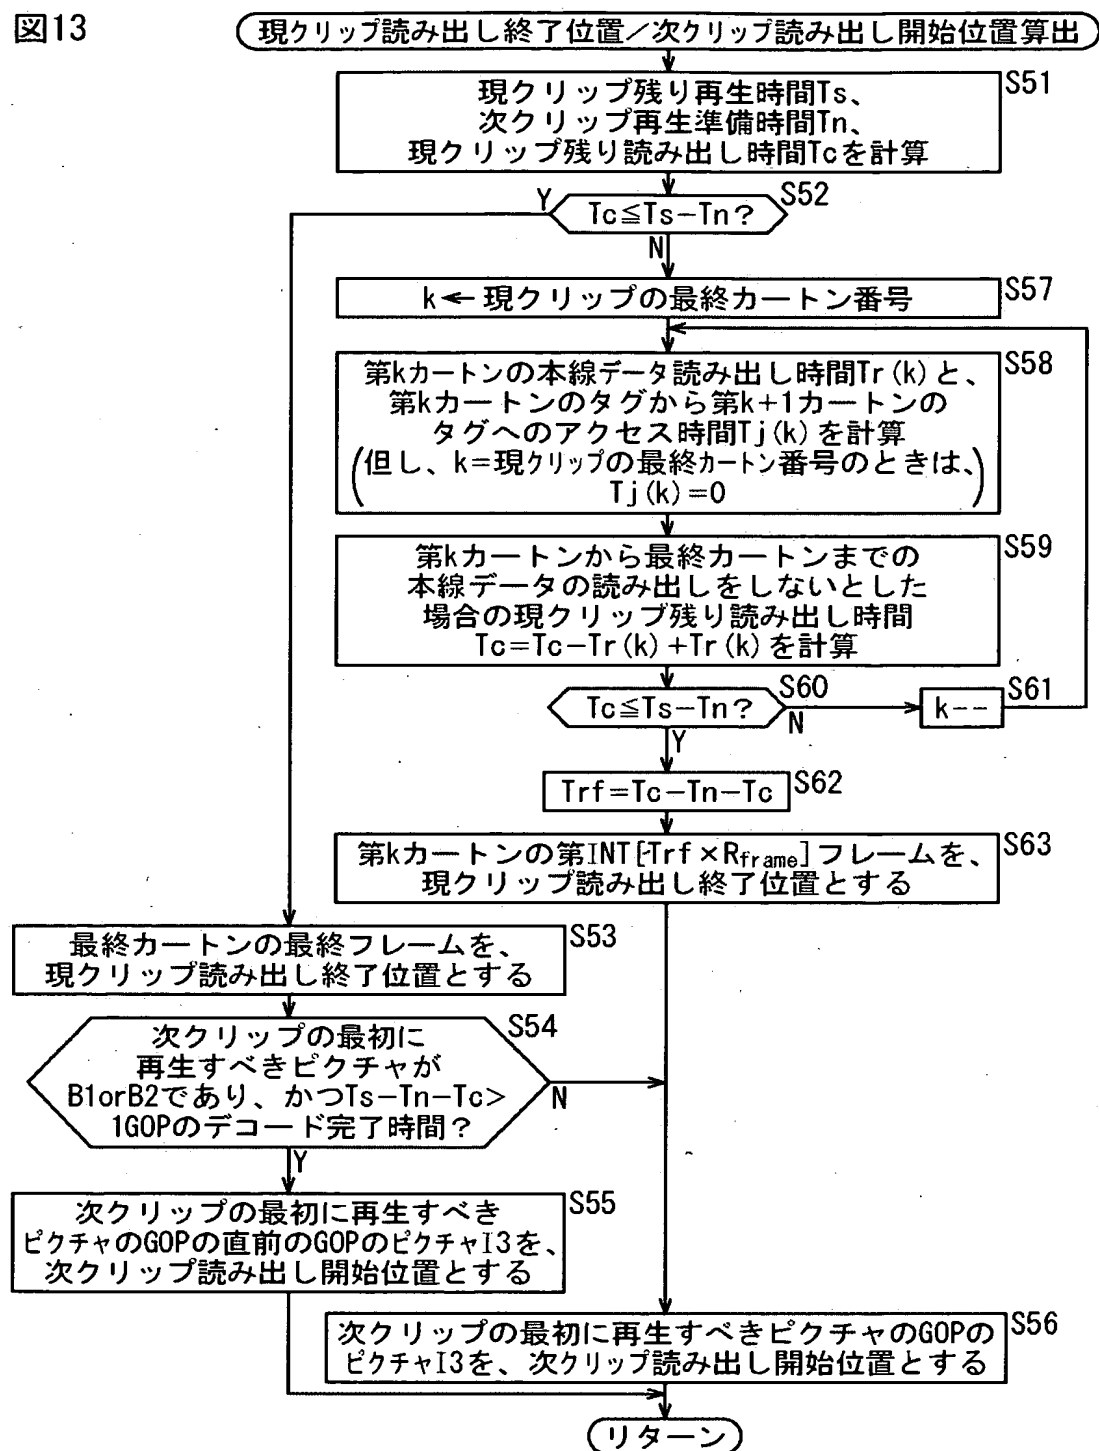 図13
現クリップ読み出し終了位置/次クリップ読み出し開始位置算出
現クリップ残り再生時間Ts、
次クリップ再生準備時間Tn、
現クリップ残り読み出し時間Tcを計算
S51
Tc≦Ts−Tn?
S52
Y
N
k←現クリップの最終カートン番号
S57
第kカートンの本線データ読み出し時間Tr(k)と、
第kカートンのタグから第k+1カートンの
タグへのアクセス時間Tj(k)を計算
(但し、k=現クリップの最終カートン番号のときは、
Tj(k)=0)
S58
第kカートンから最終カートンまでの
本線データの読み出しをしないとした
場合の現クリップ残り読み出し時間
Tc=Tc−Tr(k)+Tr(k)を計算
S59
Tc≦Ts−Tn?
S60
N
k−−
S61
Y
Trf=Tc−Tn−Tc
S62
第kカートンの第INT[Trf×Rframe]フレームを、
現クリップ読み出し終了位置とする
S63
最終カートンの最終フレームを、
現クリップ読み出し終了位置とする
S53
次クリップの最初に
再生すべきピクチャが
B1orB2であり、かつTs−Tn−Tc>
1GOPのデコード完了時間?
S54
N
Y
次クリップの最初に再生すべき
ピクチャのGOPの直前のGOPのピクチャI3を、
次クリップ読み出し開始位置とする
S55
次クリップの最初に再生すべきピクチャのGOPの
ピクチャI3を、次クリップ読み出し開始位置とする
S56
リターン